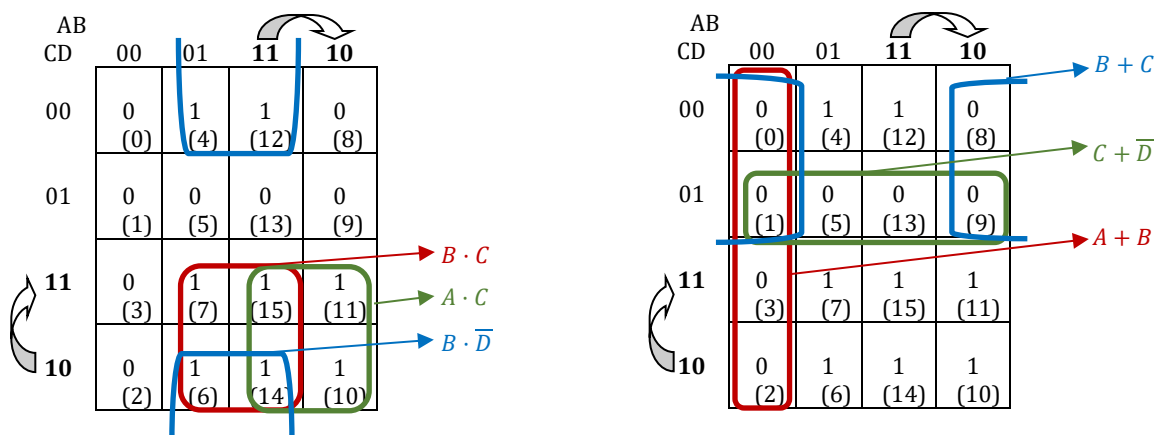 AB
CD 00 01 11 10
00 0 1 1 0
(0) (4) (12) (8)
01 0 0 0 0
(1) (5) (13) (9)
B · C
11 0 1 1 1
(3) (7) (15) (11)
A · C
B · D̅
10 0 1 1 1
(2) (6) (14) (10)
AB
CD 00 01 11 10
B + C
00 0 1 1 0
(0) (4) (12) (8)
C + D̅
01 0 0 0 0
(1) (5) (13) (9)
A + B
11 0 1 1 1
(3) (7) (15) (11)
10 0 1 1 1
(2) (6) (14) (10)